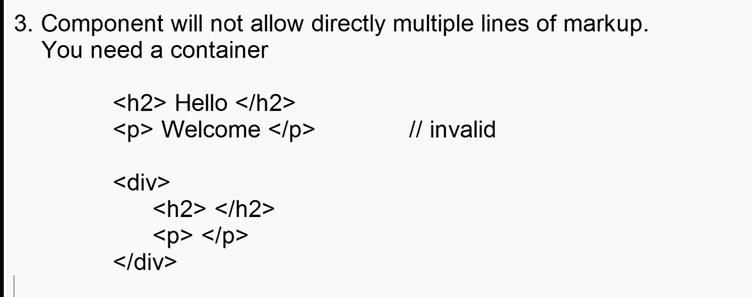 3. Component will not allow directly multiple lines of markup.
You need a container
<h2> Hello </h2>
<p> Welcome </p> // invalid
<div>
<h2> </h2>
<p> </p>
</div>